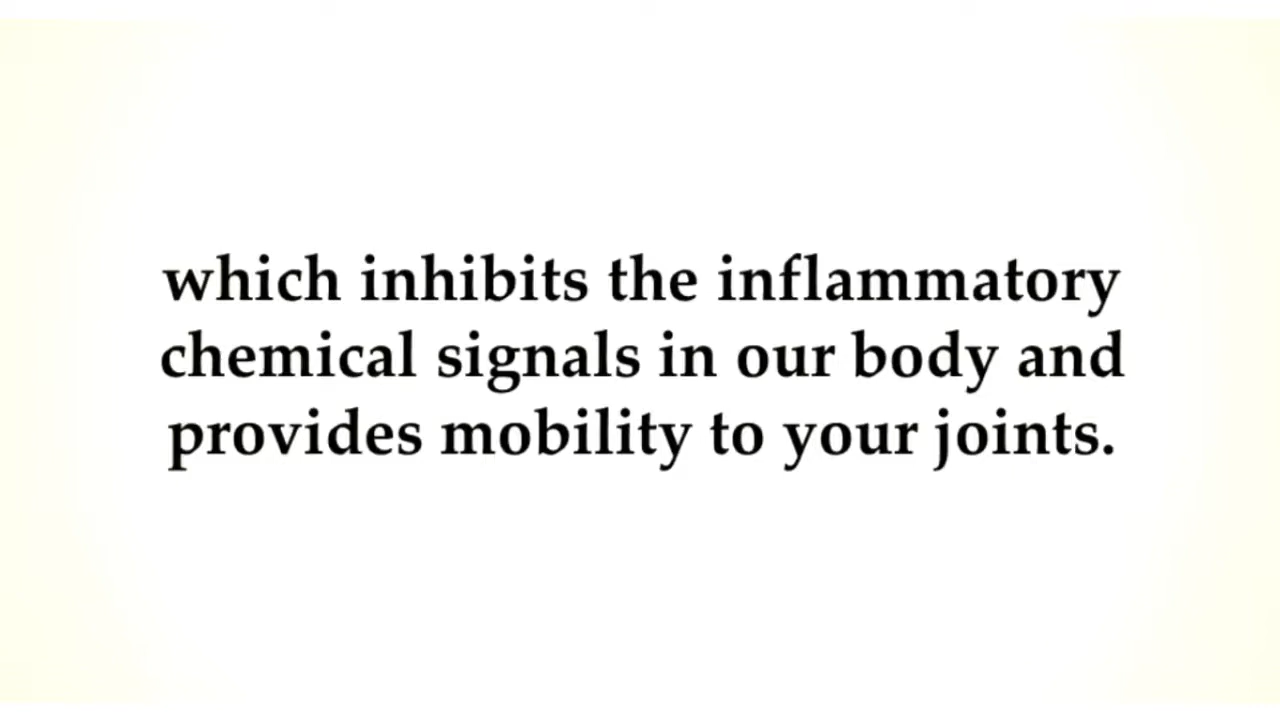 which inhibits the inflammatory
chemical signals in our body and
provides mobility to your joints.